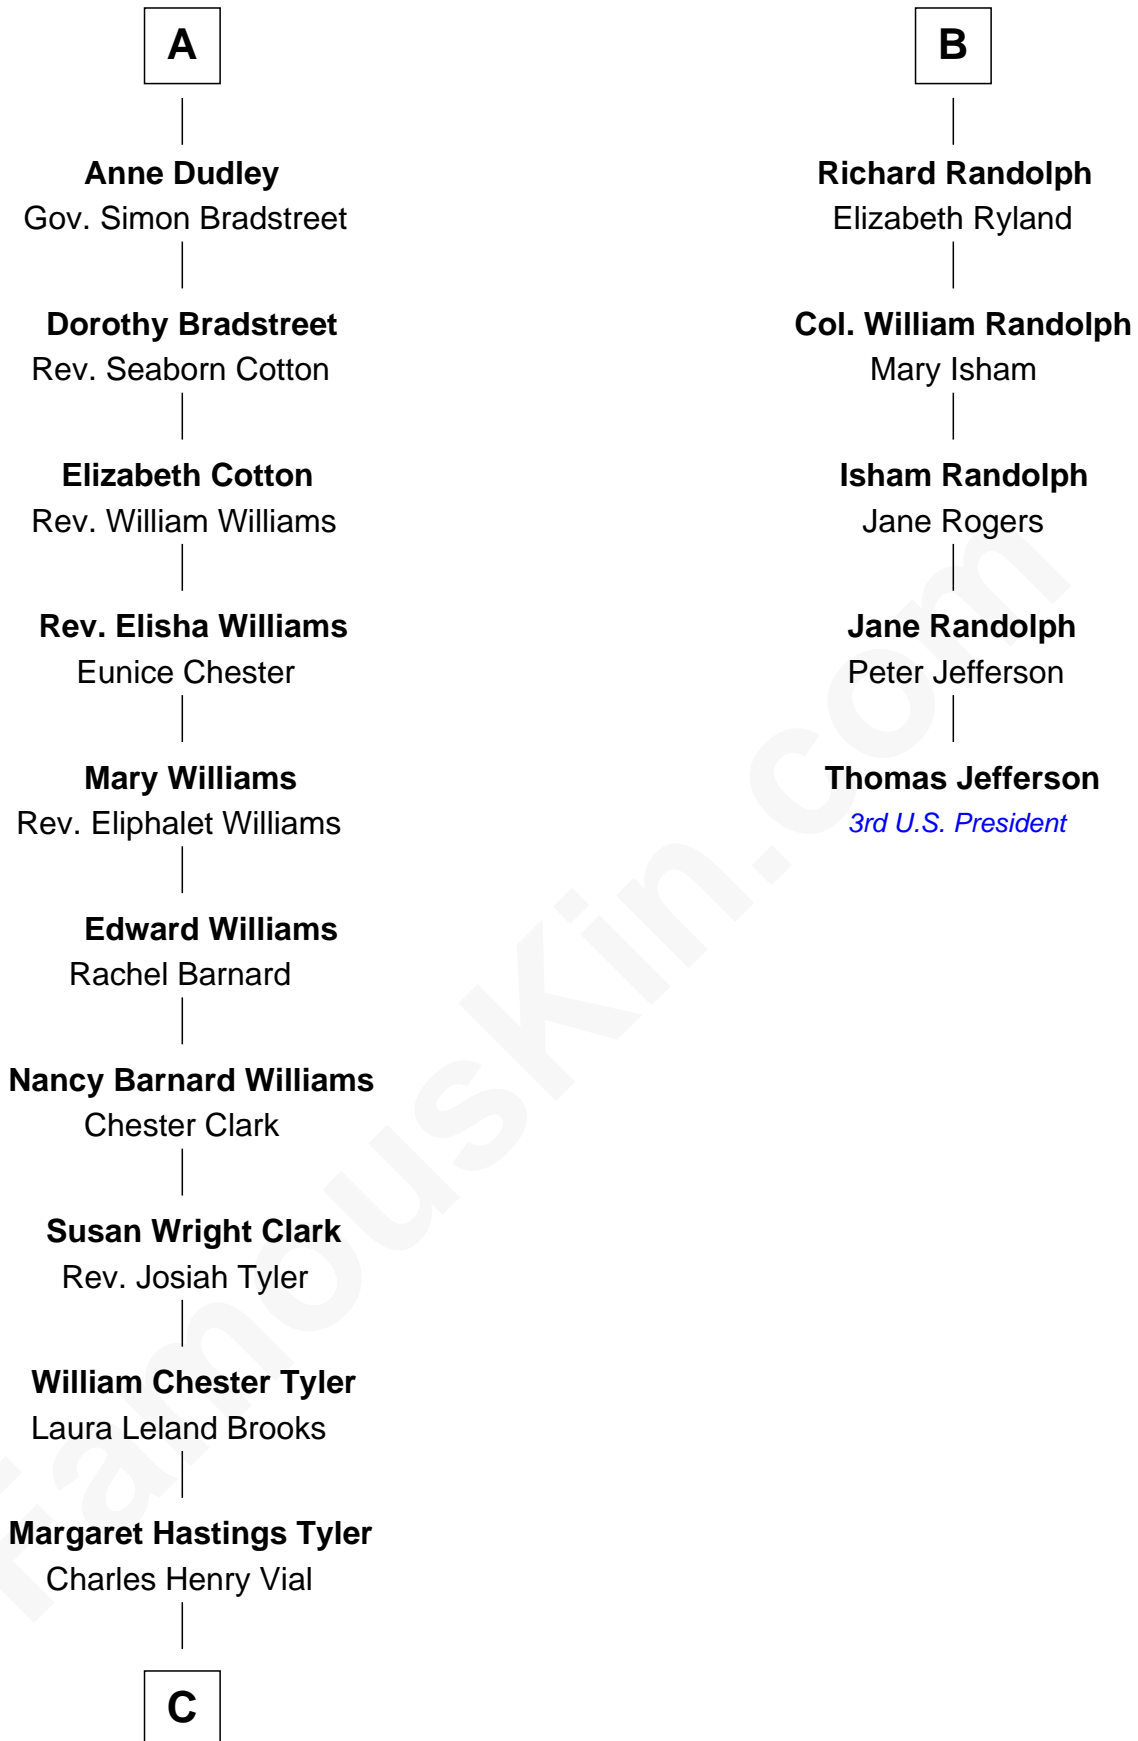 A
Anne Dudley
Gov. Simon Bradstreet
Dorothy Bradstreet
Rev. Seaborn Cotton
Elizabeth Cotton
Rev. William Williams
Rev. Elisha Williams
Eunice Chester
Mary Williams
Rev. Eliphalet Williams
Edward Williams
Rachel Barnard
Nancy Barnard Williams
Chester Clark
Susan Wright Clark
Rev. Josiah Tyler
William Chester Tyler
Laura Leland Brooks
Margaret Hastings Tyler
Charles Henry Vial
C
B
Richard Randolph
Elizabeth Ryland
Col. William Randolph
Mary Isham
Isham Randolph
Jane Rogers
Jane Randolph
Peter Jefferson
Thomas Jefferson
3rd U.S. President
FamousKin.com